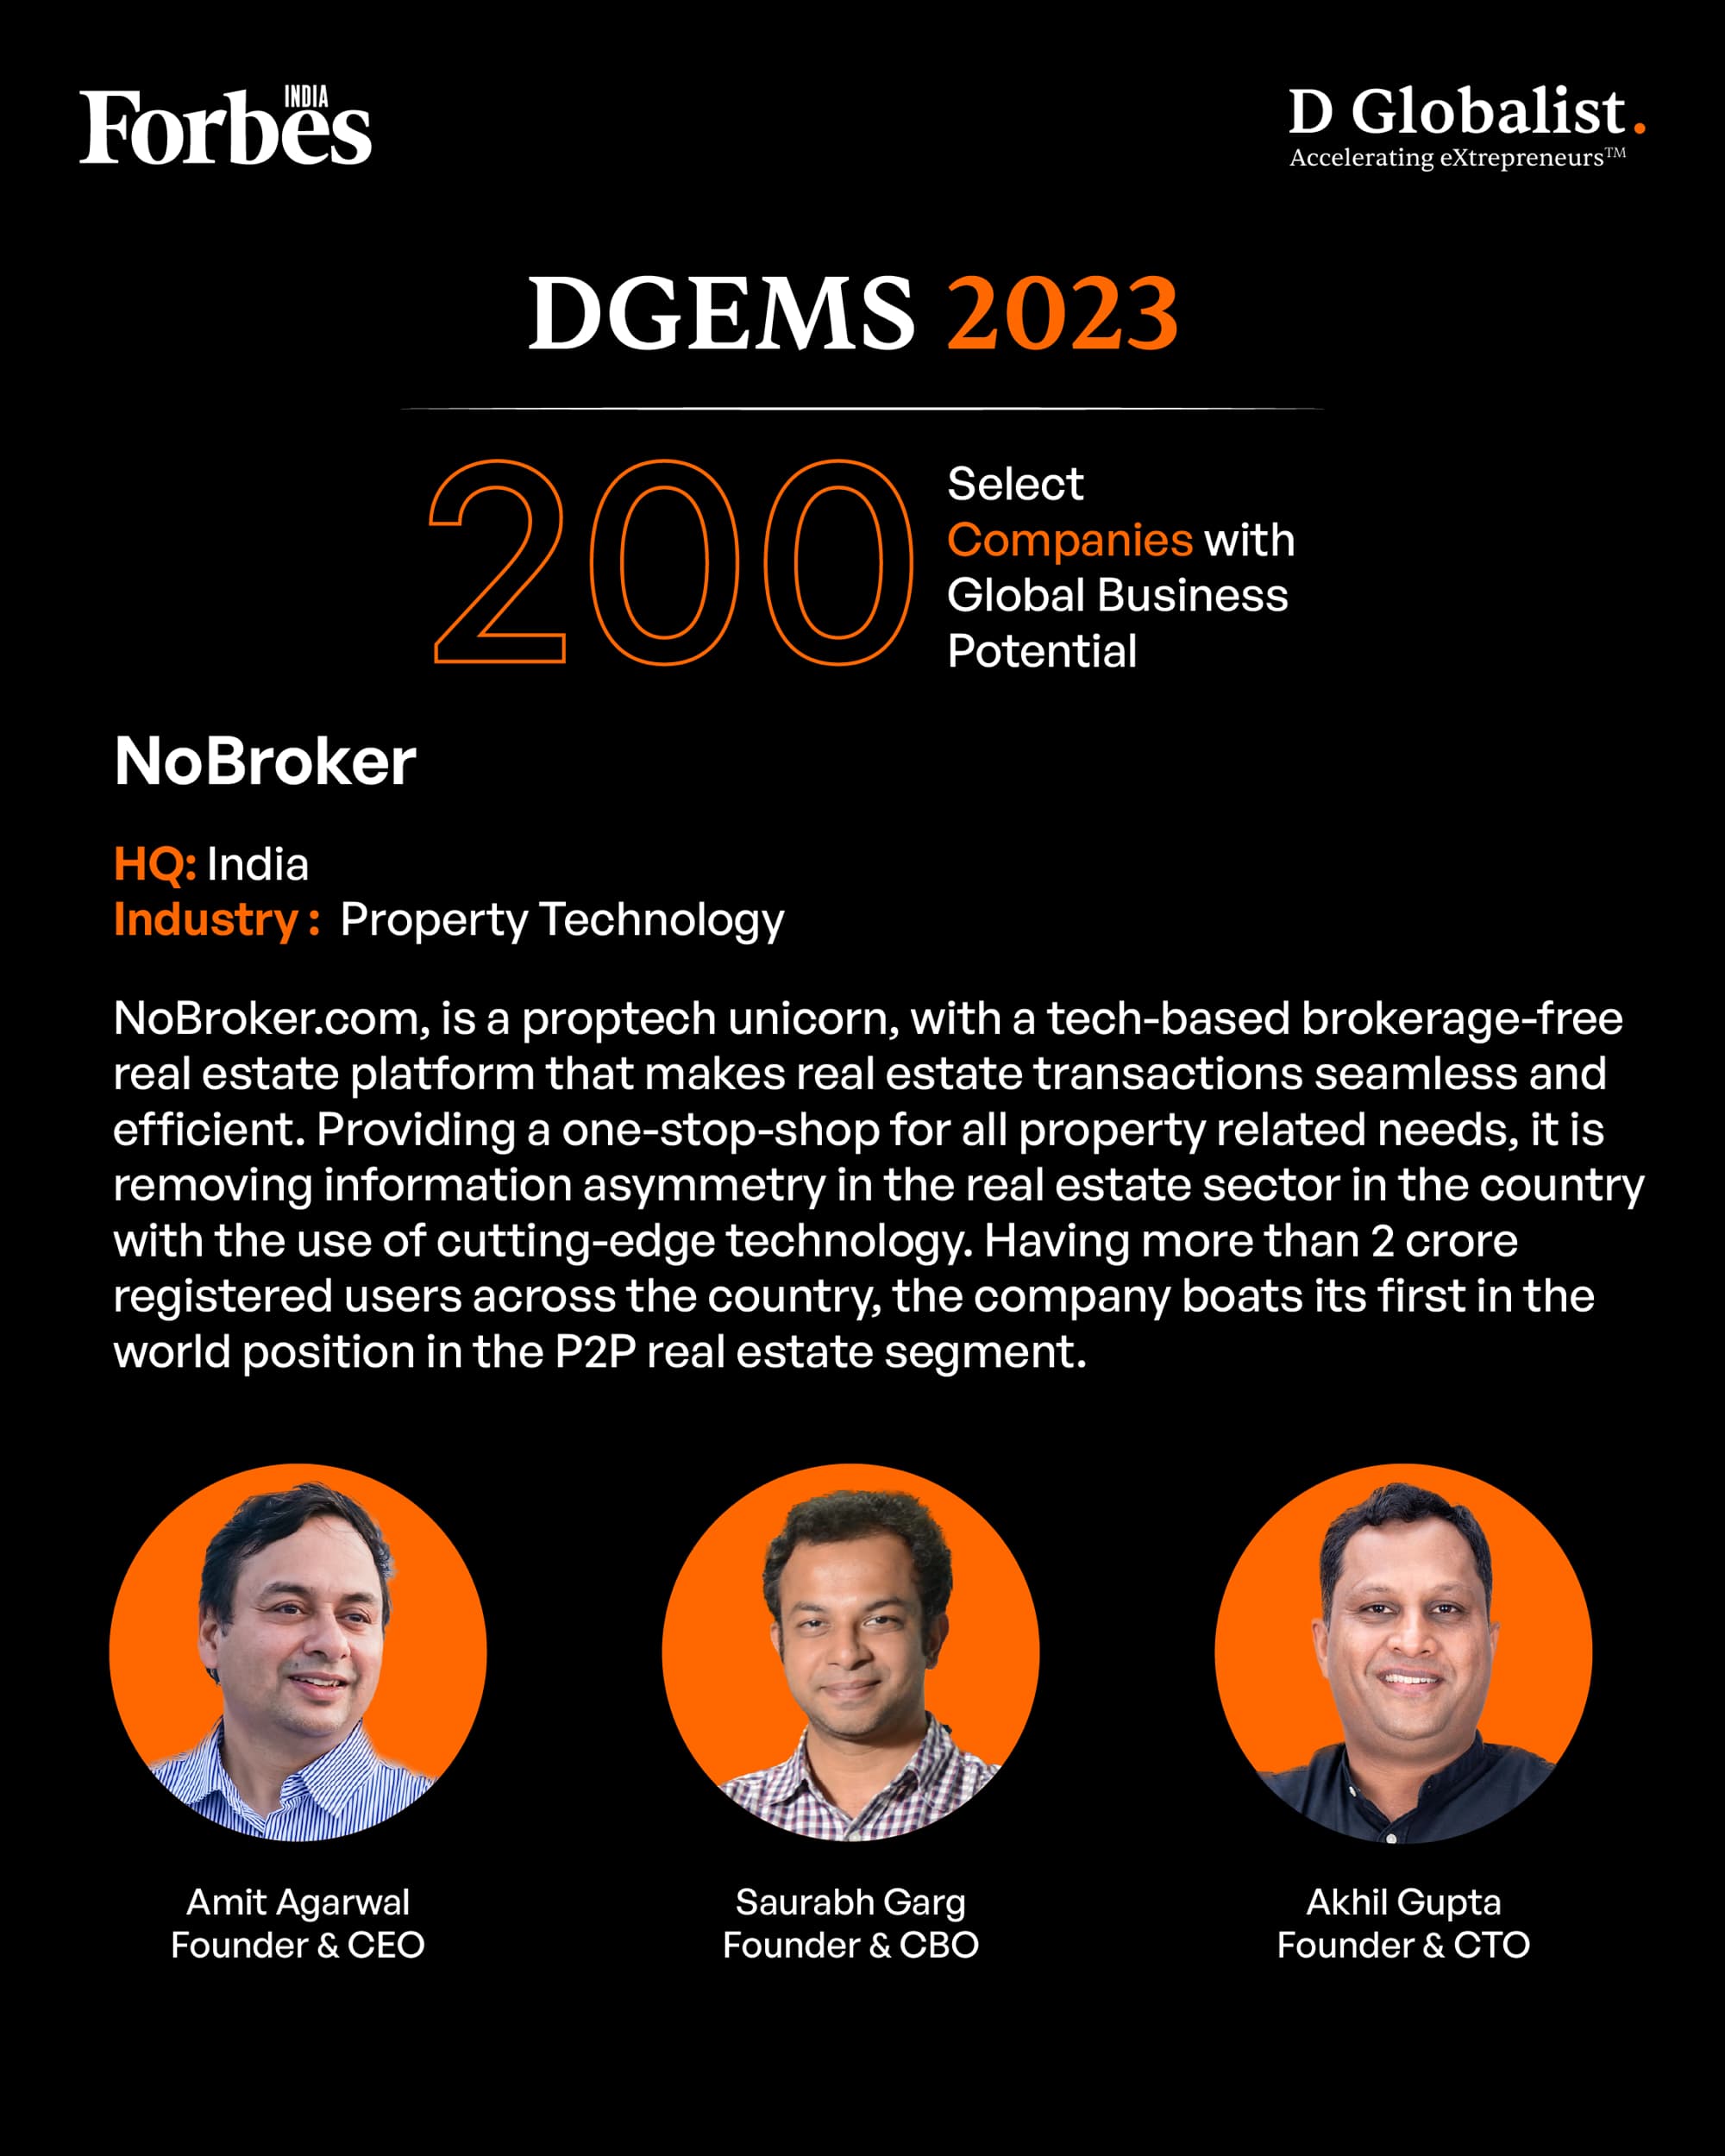 Forbes INDIA
D Globalist.
Accelerating eXtrepreneurs™
DGEMS 2023
200
Select
Companies with
Global Business
Potential
NoBroker
HQ: India
Industry : Property Technology
NoBroker.com, is a proptech unicorn, with a tech-based brokerage-free
real estate platform that makes real estate transactions seamless and
efficient. Providing a one-stop-shop for all property related needs, it is
removing information asymmetry in the real estate sector in the country
with the use of cutting-edge technology. Having more than 2 crore
registered users across the country, the company boats its first in the
world position in the P2P real estate segment.
Amit Agarwal
Founder & CEO
Saurabh Garg
Founder & CBO
Akhil Gupta
Founder & CTO